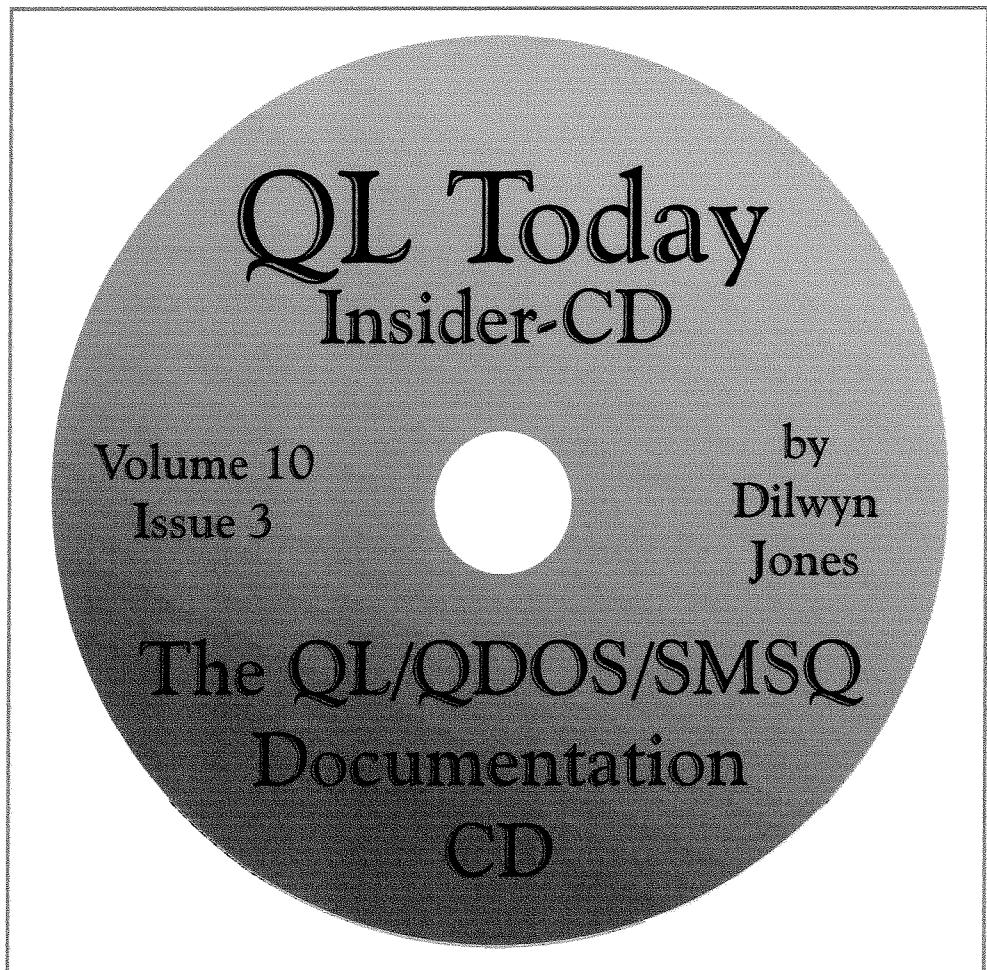 QL Today
Insider-CD
Volume 10
Issue 3
by
Dilwyn
Jones
The QL/QDOS/SMSQ
Documentation
CD